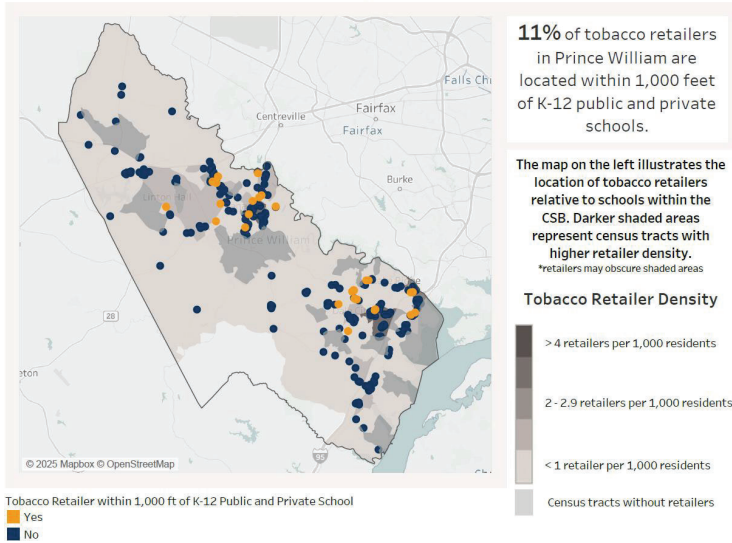 11% of tobacco retailers
in Prince William are
located within 1,000 feet
of K-12 public and private
schools.
The map on the left illustrates the
location of tobacco retailers
relative to schools within the
CSB. Darker shaded areas
represent census tracts with
higher retailer density.
*retailers may obscure shaded areas
Tobacco Retailer Density
> 4 retailers per 1,000 residents
2 - 2.9 retailers per 1,000 residents
< 1 retailer per 1,000 residents
Census tracts without retailers
Falls Ch
Centreville
Fairfax
Fairfax
Burke
Prince William
28
eton
95
© 2025 Mapbox © OpenStreetMap
Tobacco Retailer within 1,000 ft of K-12 Public and Private School
Yes
No